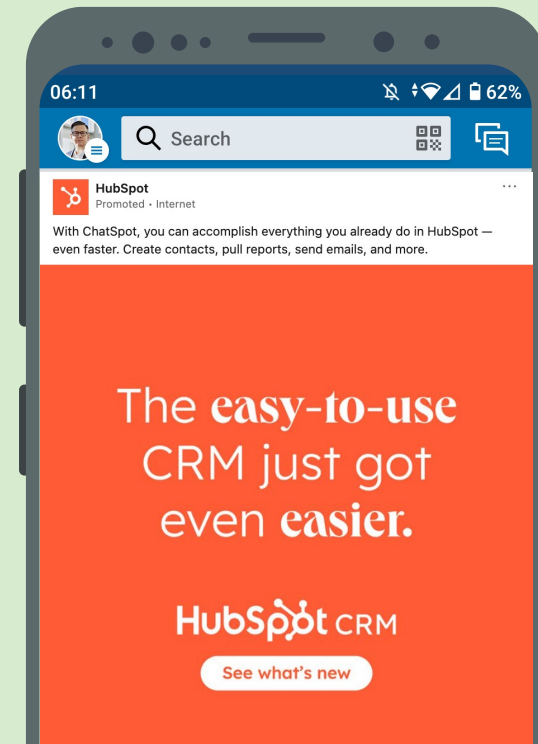 06:11
62%
Search
HubSpot
Promoted • Internet
With ChatSpot, you can accomplish everything you already do in HubSpot —
even faster. Create contacts, pull reports, send emails, and more.
The easy-to-use
CRM just got
even easier.
HubSpot CRM
See what's new